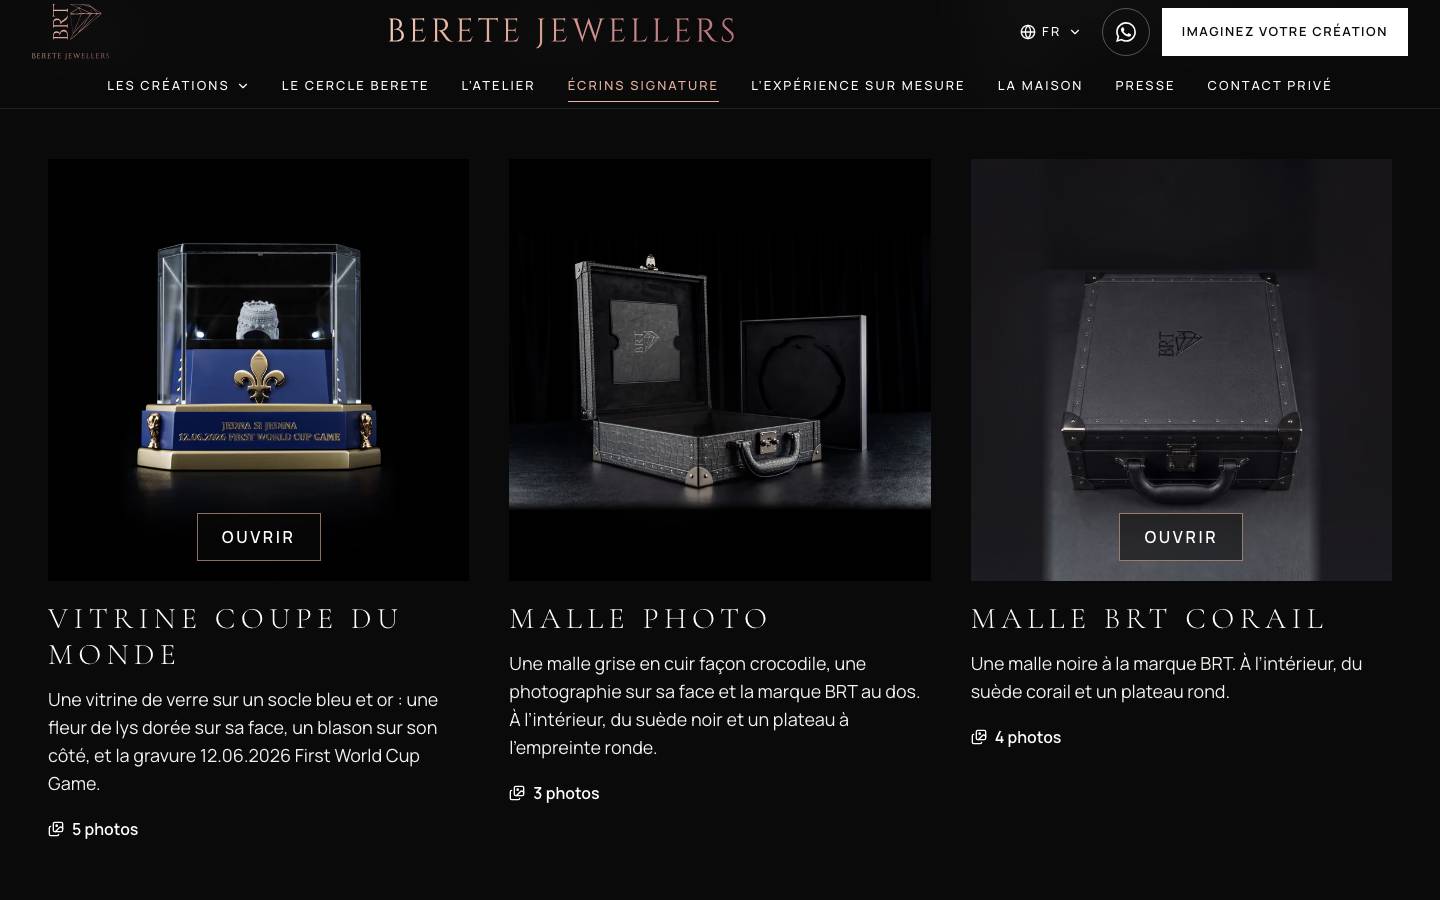 BRT
BERETE JEWELLERS
BERETE JEWELLERS
FR
IMAGINEZ VOTRE CRÉATION
LES CRÉATIONS
LE CERCLE BERETE
L'ATELIER
ÉCRINS SIGNATURE
L'EXPÉRIENCE SUR MESURE
LA MAISON
PRESSE
CONTACT PRIVÉ
JEDNA SI JEDINA
12.06.2026 FIRST WORLD CUP GAME
OUVRIR
BRT
BRT
OUVRIR
VITRINE COUPE DU
MONDE
Une vitrine de verre sur un socle bleu et or : une
fleur de lys dorée sur sa face, un blason sur son
côté, et la gravure 12.06.2026 First World Cup
Game.
5 photos
MALLE PHOTO
Une malle grise en cuir façon crocodile, une
photographie sur sa face et la marque BRT au dos.
À l'intérieur, du suède noir et un plateau à
l'empreinte ronde.
3 photos
MALLE BRT CORAIL
Une malle noire à la marque BRT. À l'intérieur, du
suède corail et un plateau rond.
4 photos